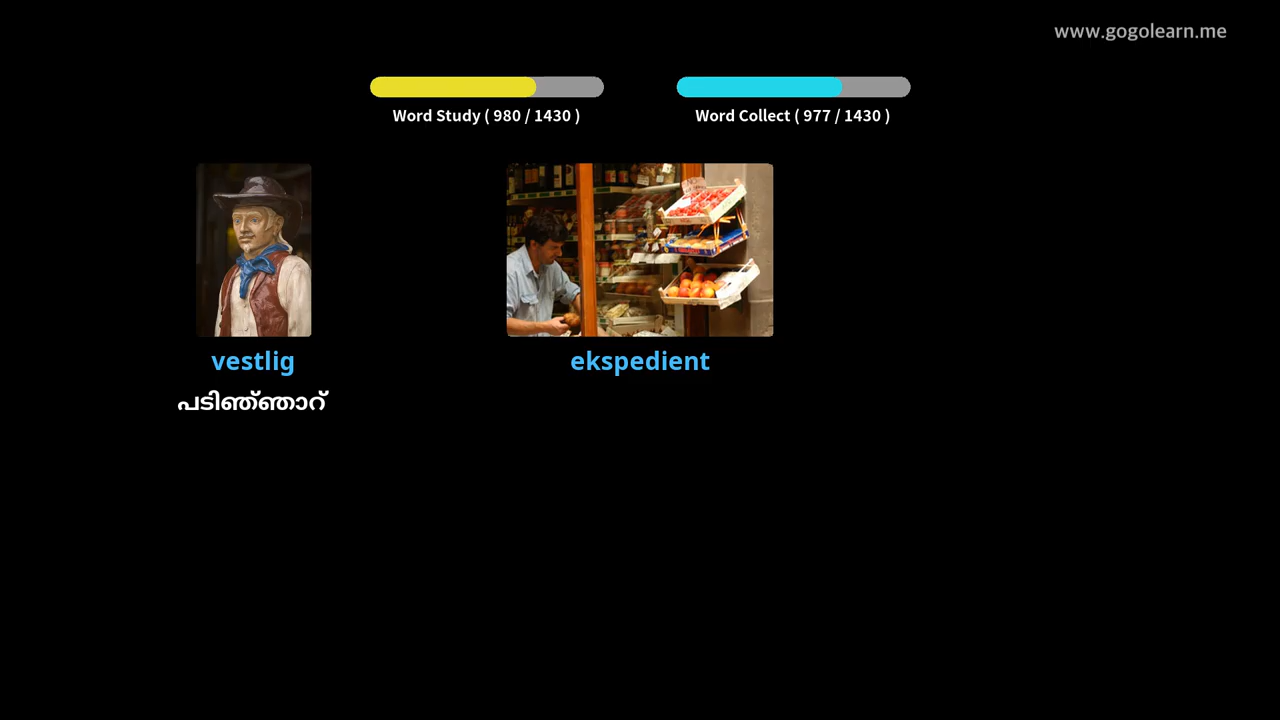 www.gogolearn.me
Word Study ( 980 / 1430 )
Word Collect ( 977 / 1430 )
vestlig
ekspedient
പടിഞ്ഞാറ്